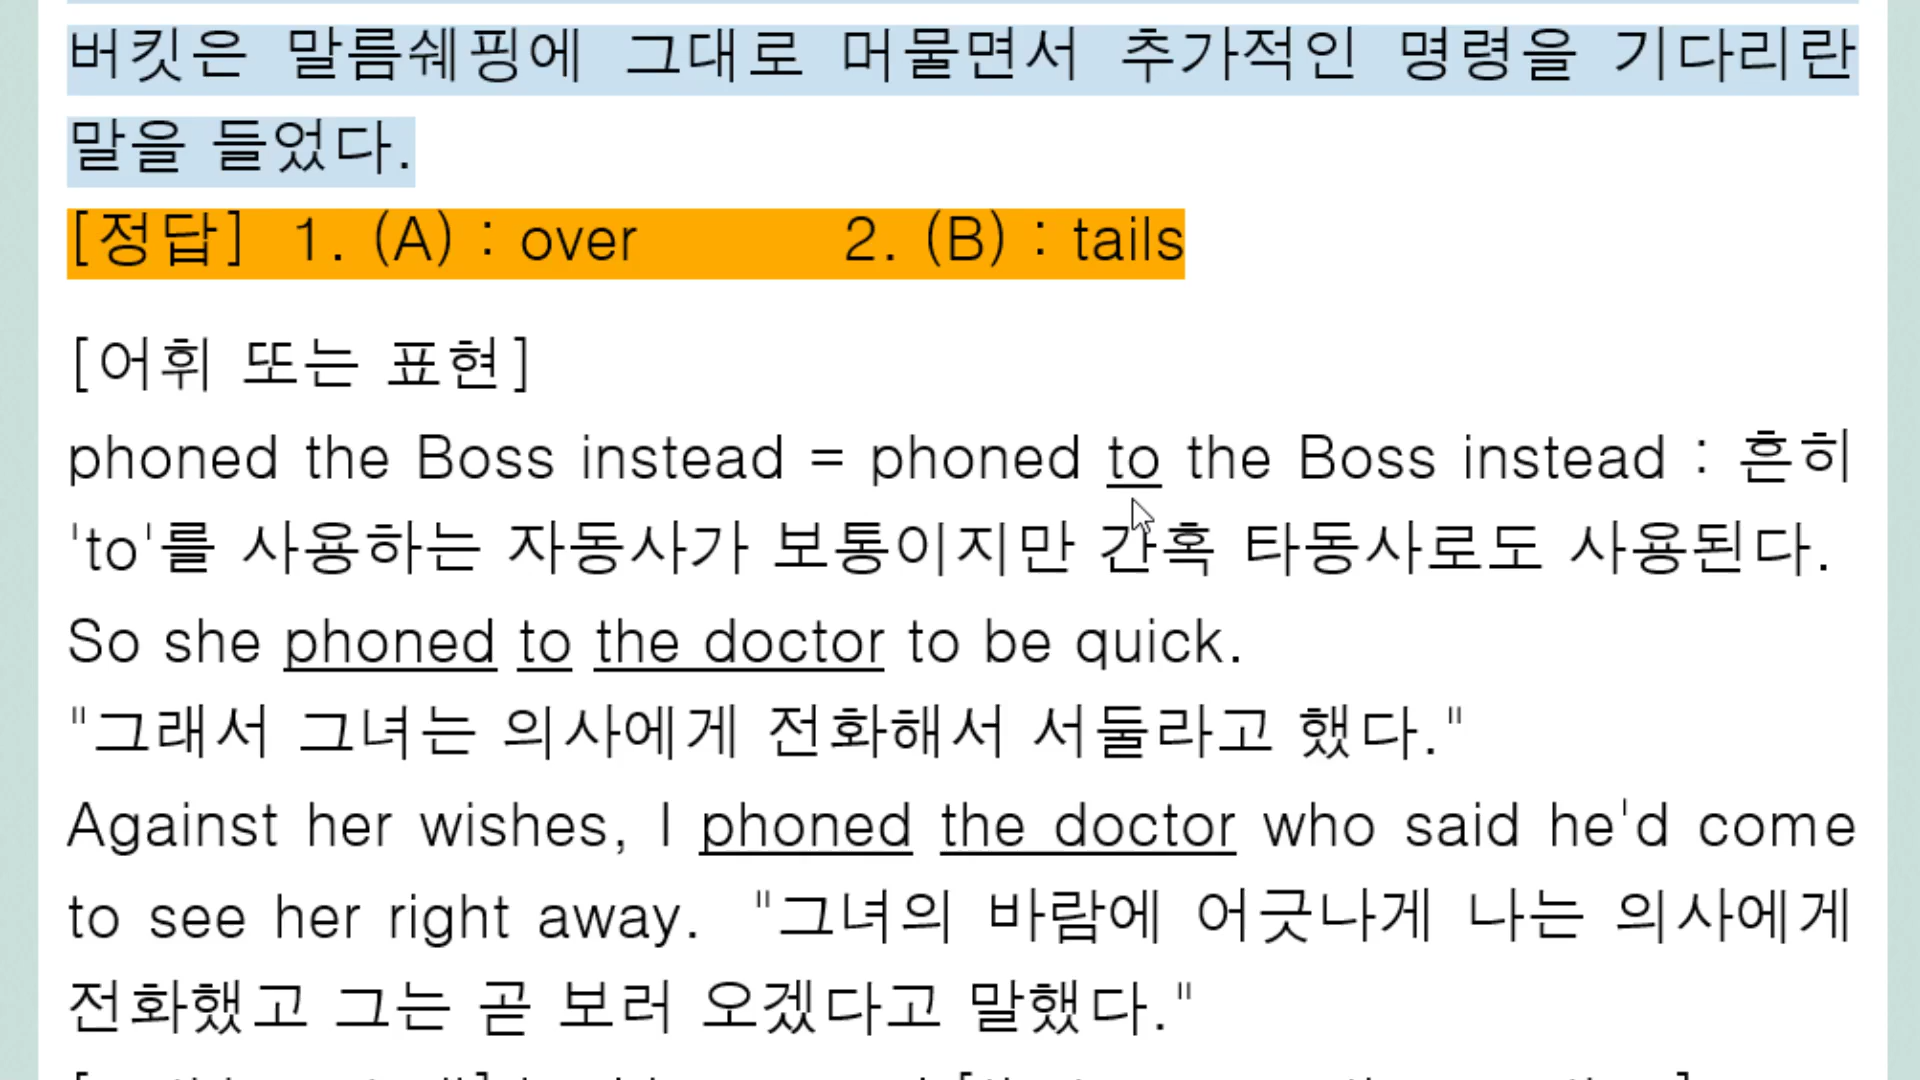 버킷은 말름쉐핑에 그대로 머물면서 추가적인 명령을 기다리란
말을 들었다.
[정답] 1. (A) : over 2. (B) : tails
[어휘 또는 표현]
phoned the Boss instead = phoned to the Boss instead : 흔히
'to'를 사용하는 자동사가 보통이지만 간혹 타동사로도 사용된다.
So she phoned to the doctor to be quick.
"그래서 그녀는 의사에게 전화해서 서둘라고 했다."
Against her wishes, I phoned the doctor who said he'd come
to see her right away. "그녀의 바람에 어긋나게 나는 의사에게
전화했고 그는 곧 보러 오겠다고 말했다."